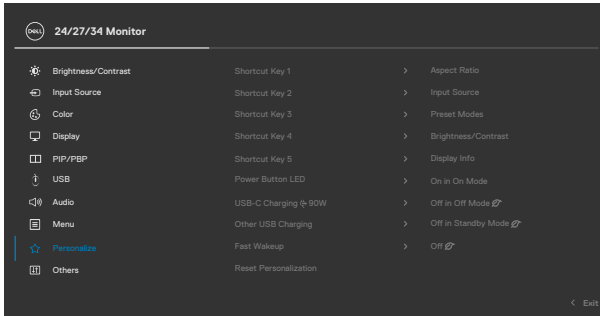 DELL 24/27/34 Monitor
Brightness/Contrast Shortcut Key 1 > Aspect Ratio
Input Source Shortcut Key 2 > Input Source
Color Shortcut Key 3 > Preset Modes
Display Shortcut Key 4 > Brightness/Contrast
PIP/PBP Shortcut Key 5 > Display Info
USB Power Button LED > On in On Mode
Audio USB-C Charging 90W > Off in Off Mode
Menu Other USB Charging > Off in Standby Mode
Personalize Fast Wakeup > Off
Others Reset Personalization
< Exit